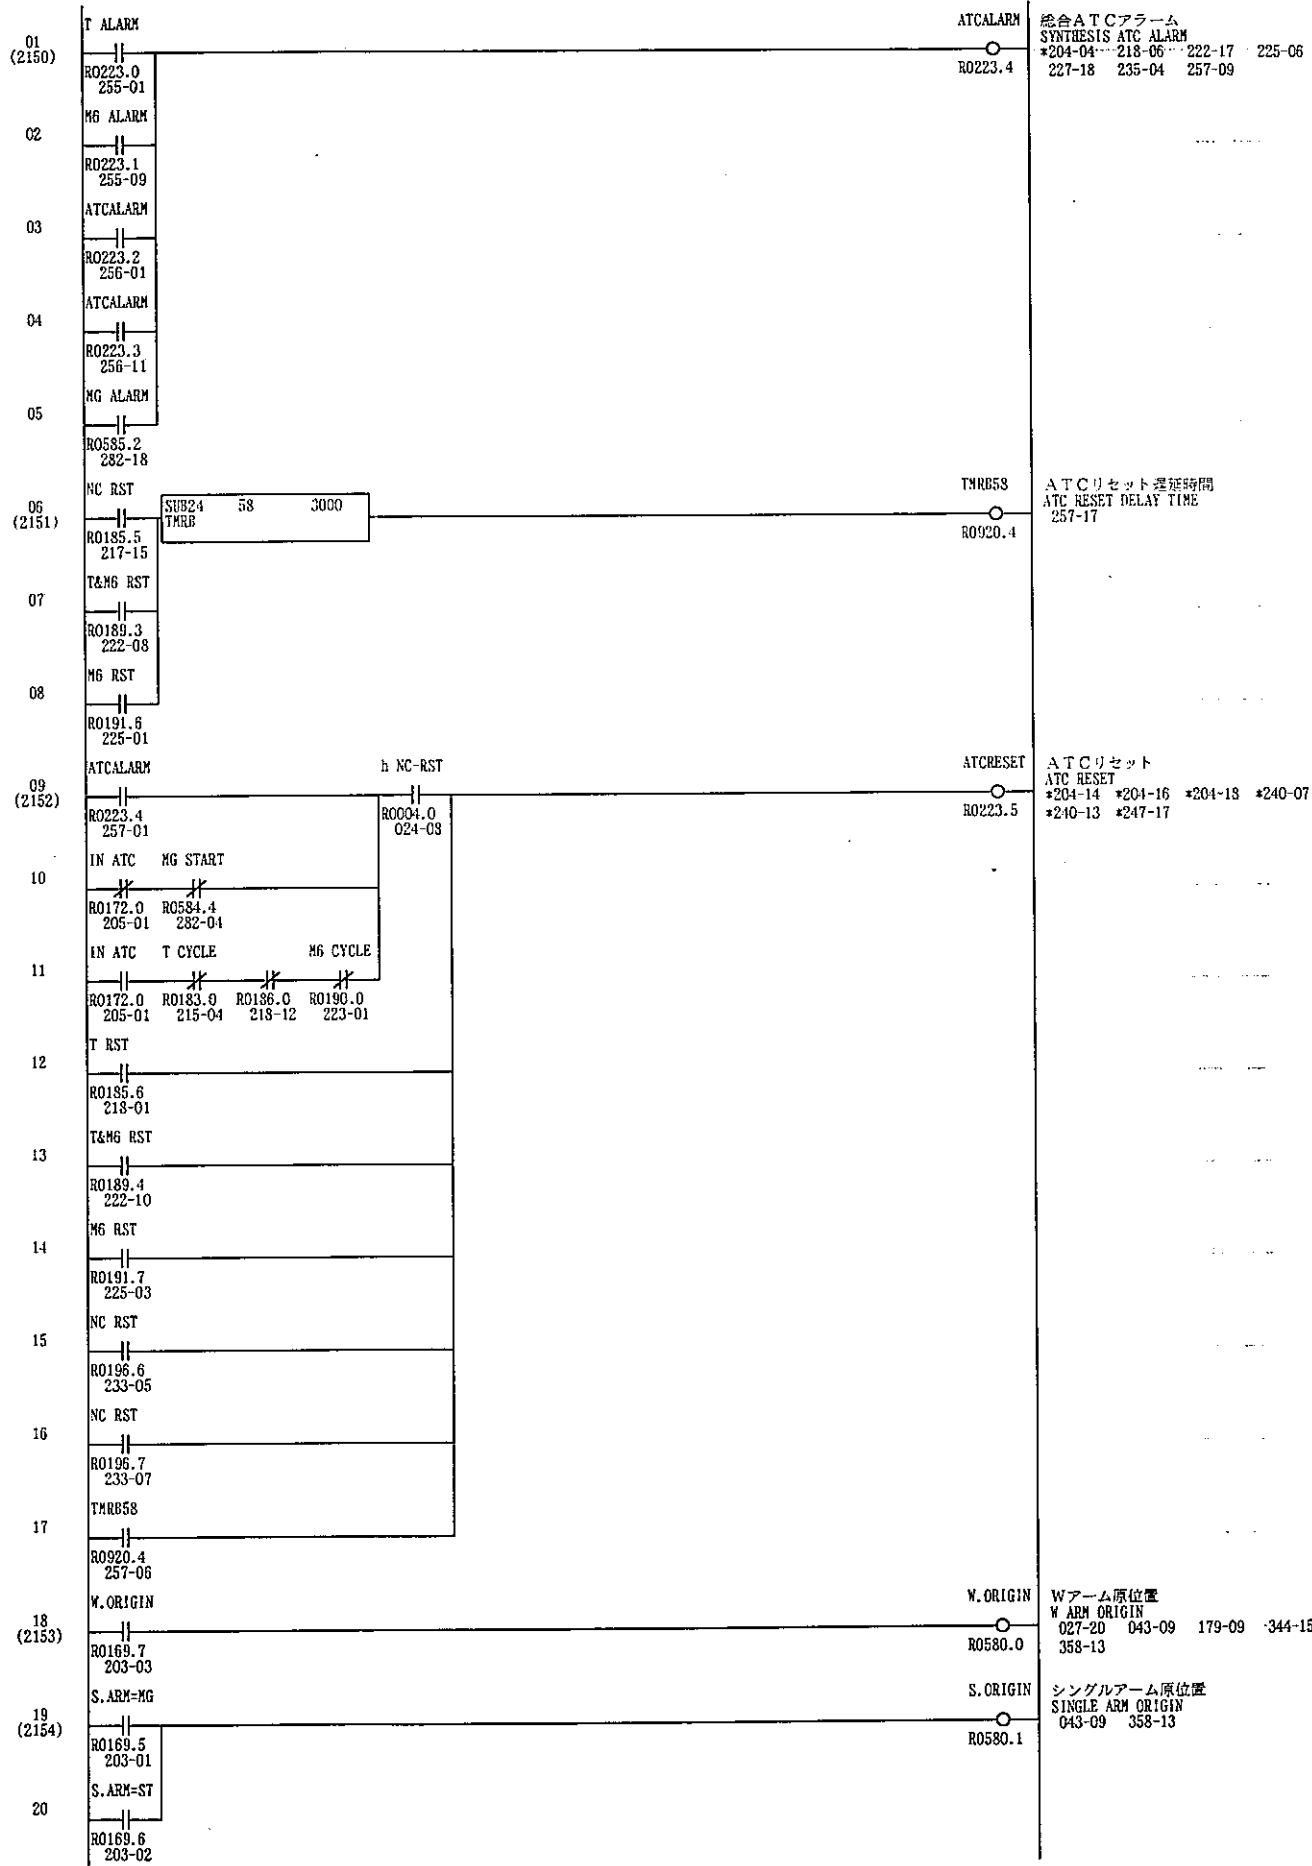 T ALARM ATCALARM 総合ATCアラーム
01 SYNTHESIS ATC ALARM
(2150) *204-04 218-06 222-17 225-06
R0223.0 R0223.4 227-18 235-04 257-09
255-01
M6 ALARM
02
R0223.1
255-09
ATCALARM
03
R0223.2
256-01
ATCALARM
04
R0223.3
256-11
MG ALARM
05
R0585.2
282-18
NC RST TMRB58 ATCリセット遅延時間
06 SUB24 58 3000 ATC RESET DELAY TIME
(2151) TMRB 257-17
R0185.5 R0920.4
217-15
T&M6 RST
07
R0189.3
222-08
M6 RST
08
R0191.6
225-01
ATCALARM h NC-RST ATCRESET ATCリセット
09 ATC RESET
(2152) *204-14 *204-16 *204-18 *240-07
R0223.4 R0004.0 R0223.5 *240-13 *247-17
257-01 024-08
IN ATC MG START
10
R0172.0 R0584.4
205-01 282-04
IN ATC T CYCLE M6 CYCLE
11
R0172.0 R0183.0 R0186.0 R0190.0
205-01 215-04 218-12 223-01
T RST
12
R0185.6
218-01
T&M6 RST
13
R0189.4
222-10
M6 RST
14
R0191.7
225-03
NC RST
15
R0196.6
233-05
NC RST
16
R0196.7
233-07
TMRB58
17
R0920.4
257-06
W.ORIGIN W.ORIGIN Wアーム原位置
18 W ARM ORIGIN
(2153) 027-20 043-09 179-09 344-15
R0169.7 R0580.0 358-13
203-03
S.ARM=MG S.ORIGIN シングルアーム原位置
19 SINGLE ARM ORIGIN
(2154) 043-09 358-13
R0169.5 R0580.1
203-01
S.ARM=ST
20
R0169.6
203-02